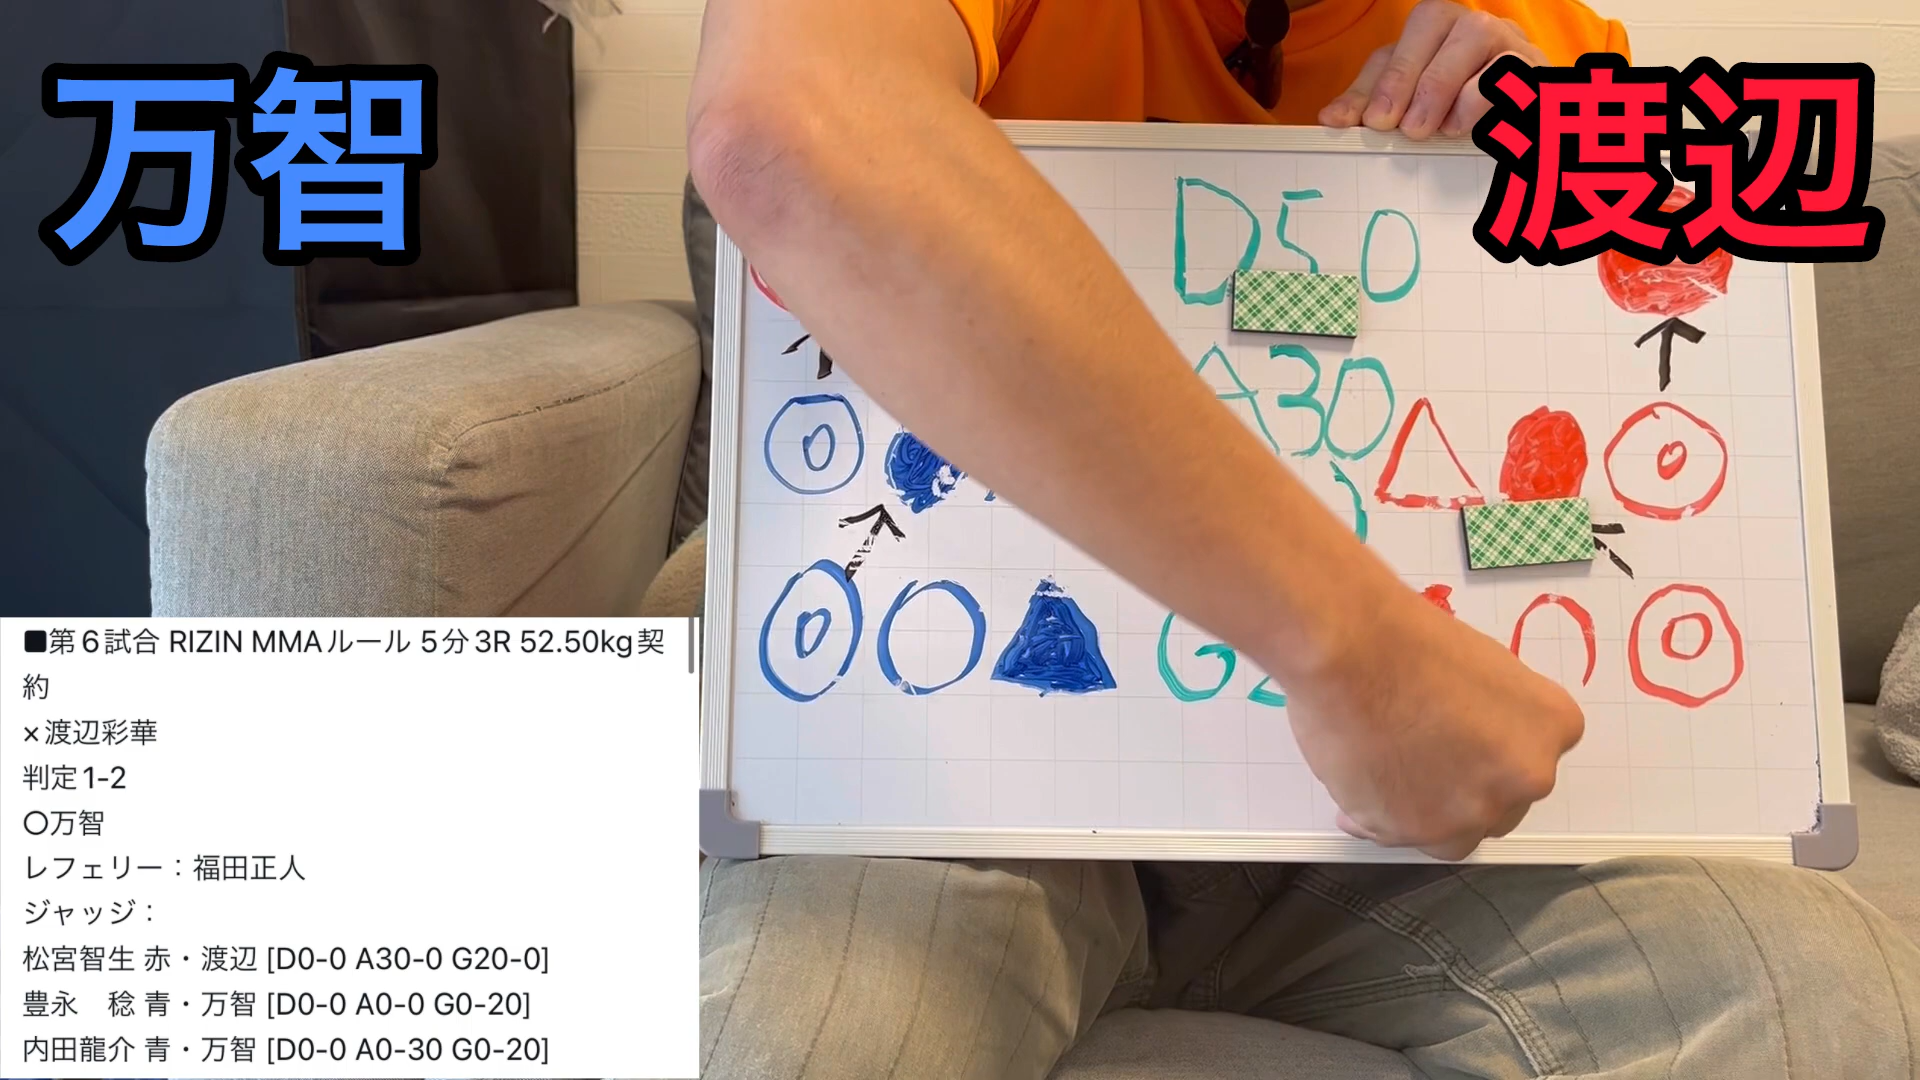 万智
渡辺
D50
A30
G2
■第6試合 RIZIN MMAルール 5分3R 52.50kg契
約
×渡辺彩華
判定1-2
〇万智
レフェリー：福田正人
ジャッジ：
松宮智生 赤・渡辺 [D0-0 A30-0 G20-0]
豊永　稔 青・万智 [D0-0 A0-0 G0-20]
内田龍介 青・万智 [D0-0 A0-30 G0-20]